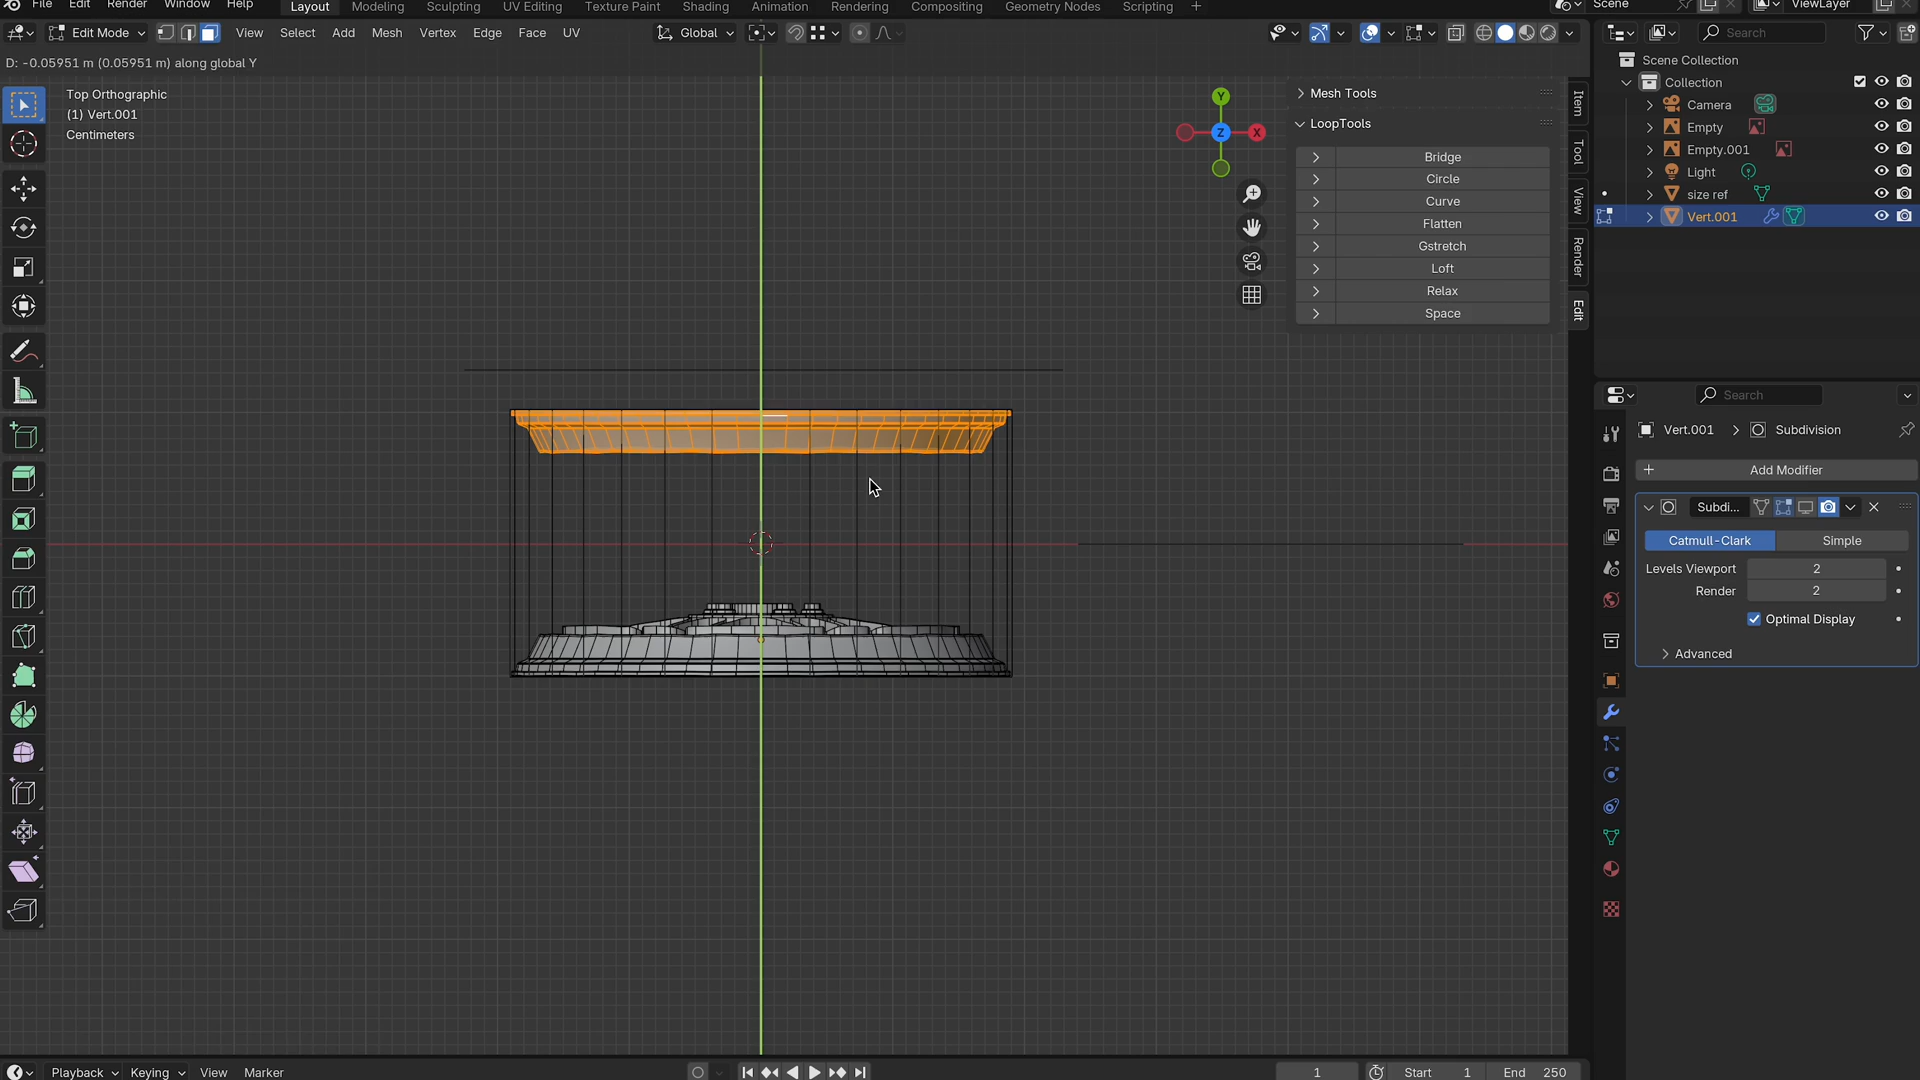 File Edit Render Window Help Layout Modeling Sculpting UV Editing Texture Paint Shading Animation Rendering Compositing Geometry Nodes Scripting + Scene ViewLayer
Edit Mode View Select Add Mesh Vertex Edge Face UV Global Search
D: -0.05951 m (0.05951 m) along global Y
Top Orthographic
(1) Vert.001
Centimeters
Y
Z
X
Mesh Tools
LoopTools
Bridge
Circle
Curve
Flatten
Gstretch
Loft
Relax
Space
Item
Tool
View
Render
Edit
Scene Collection
Collection
Camera
Empty
Empty.001
Light
size ref
Vert.001
Search
Vert.001 > Subdivision
Add Modifier
Subdi...
Catmull-Clark Simple
Levels Viewport 2
Render 2
Optimal Display
Advanced
Playback Keying View Marker 1 Start 1 End 250